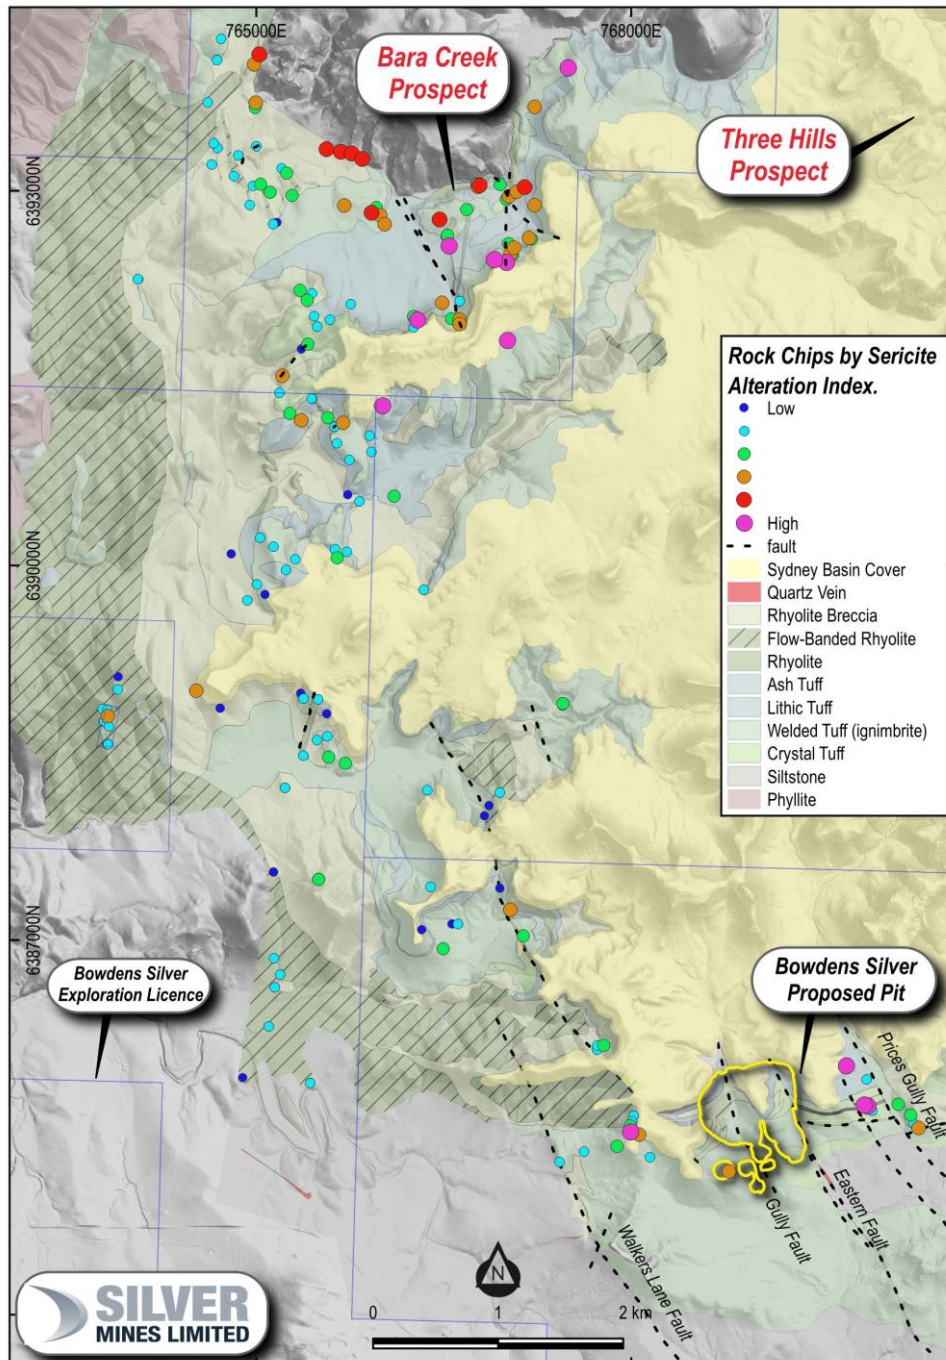 765000E
768000E
Bara Creek
Prospect
Three Hills
Prospect
6393000N
6390000N
6387000N
Rock Chips by Sericite
Alteration Index.
Low
High
fault
Sydney Basin Cover
Quartz Vein
Rhyolite Breccia
Flow-Banded Rhyolite
Rhyolite
Ash Tuff
Lithic Tuff
Welded Tuff (ignimbrite)
Crystal Tuff
Siltstone
Phyllite
Bowdens Silver
Exploration Licence
Bowdens Silver
Proposed Pit
Prices Gully Fault
Eastern Fault
Gully Fault
Walkers Lane Fault
N
0 1 2 km
SILVER
MINES LIMITED